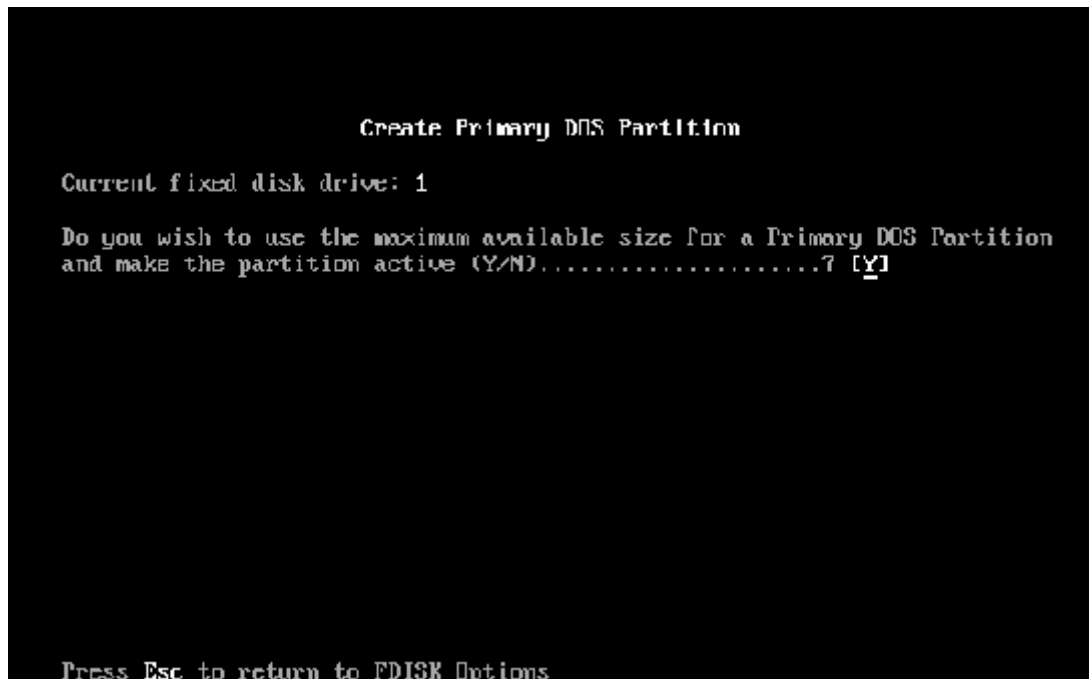 Create Primary DOS Partition
Current fixed disk drive: 1
Do you wish to use the maximum available size for a Primary DOS Partition
and make the partition active (Y/N).....................? [Y]
Press Esc to return to FDISK Options